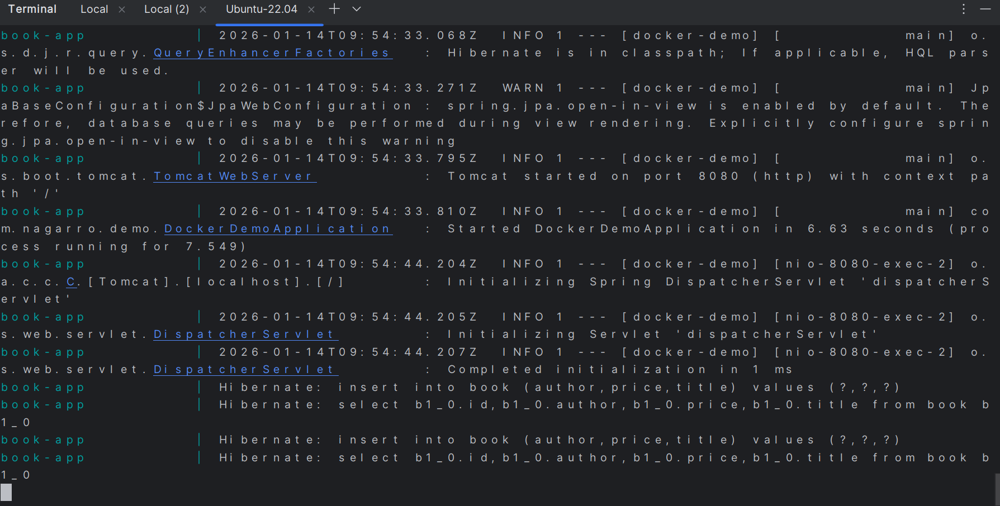 Terminal Local Local (2) Ubuntu-22.04
book-app | 2026-01-14T09:54:33.068Z INFO 1 --- [docker-demo] [ main] o.
s.d.j.r.query.QueryEnhancerFactories : Hibernate is in classpath; If applicable, HQL pars
er will be used.
book-app | 2026-01-14T09:54:33.271Z WARN 1 --- [docker-demo] [ main] Jp
aBaseConfiguration$JpaWebConfiguration : spring.jpa.open-in-view is enabled by default. The
refore, database queries may be performed during view rendering. Explicitly configure sprin
g.jpa.open-in-view to disable this warning
book-app | 2026-01-14T09:54:33.795Z INFO 1 --- [docker-demo] [ main] o.
s.boot.tomcat.TomcatWebServer : Tomcat started on port 8080 (http) with context pa
th '/'
book-app | 2026-01-14T09:54:33.810Z INFO 1 --- [docker-demo] [ main] co
m.nagarro.demo.DockerDemoApplication : Started DockerDemoApplication in 6.63 seconds (pro
cess running for 7.549)
book-app | 2026-01-14T09:54:44.204Z INFO 1 --- [docker-demo] [nio-8080-exec-2] o.
a.c.c.C.[Tomcat].[localhost].[/] : Initializing Spring DispatcherServlet 'dispatcherS
ervlet'
book-app | 2026-01-14T09:54:44.205Z INFO 1 --- [docker-demo] [nio-8080-exec-2] o.
s.web.servlet.DispatcherServlet : Initializing Servlet 'dispatcherServlet'
book-app | 2026-01-14T09:54:44.207Z INFO 1 --- [docker-demo] [nio-8080-exec-2] o.
s.web.servlet.DispatcherServlet : Completed initialization in 1 ms
book-app | Hibernate: insert into book (author,price,title) values (?,?,?)
book-app | Hibernate: select b1_0.id,b1_0.author,b1_0.price,b1_0.title from book b
1_0
book-app | Hibernate: insert into book (author,price,title) values (?,?,?)
book-app | Hibernate: select b1_0.id,b1_0.author,b1_0.price,b1_0.title from book b
1_0